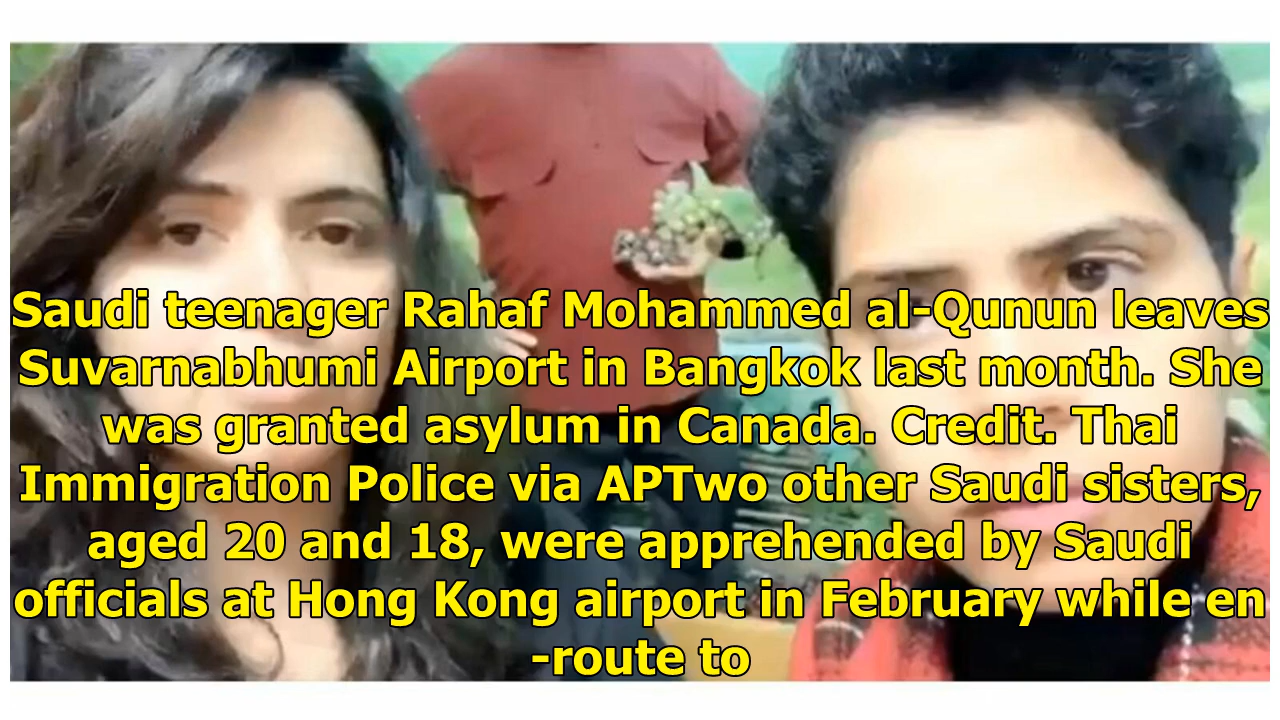 Saudi teenager Rahaf Mohammed al-Qunun leaves
Suvarnabhumi Airport in Bangkok last month. She
was granted asylum in Canada. Credit. Thai
Immigration Police via APTwo other Saudi sisters,
aged 20 and 18, were apprehended by Saudi
officials at Hong Kong airport in February while en
-route to